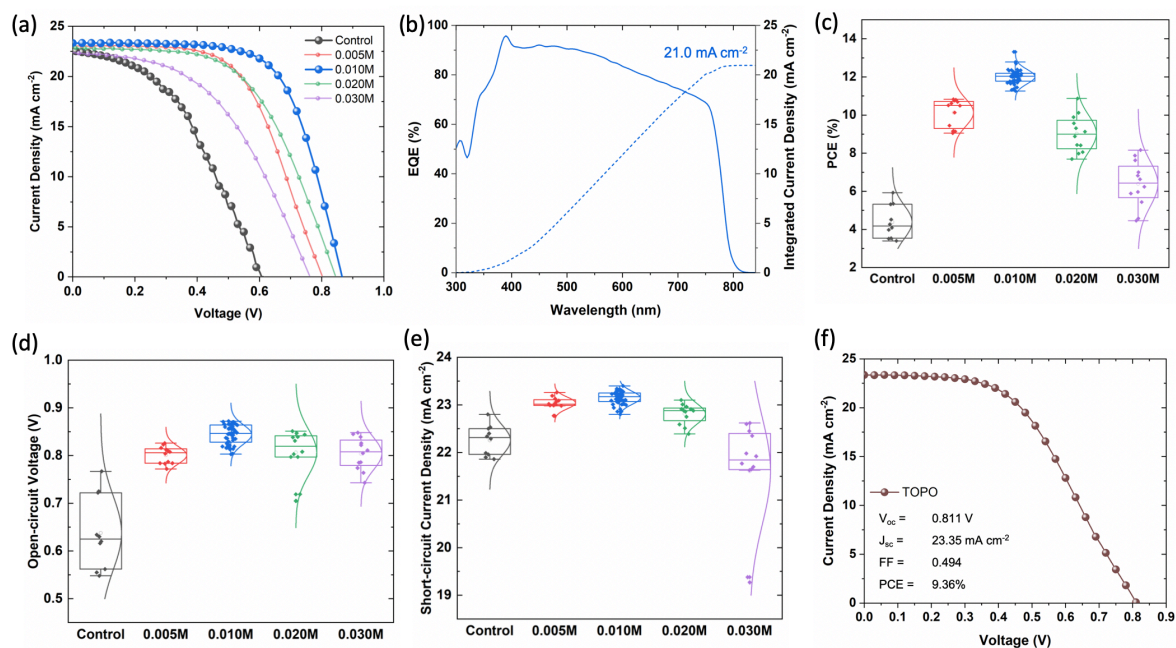 (a)
Control
0.005M
0.010M
0.020M
0.030M
25
20
15
10
5
0
0.0 0.2 0.4 0.6 0.8 1.0
Current Density (mA cm⁻²)
Voltage (V)
(b)
21.0 mA cm⁻²
100
80
60
40
20
0
30
25
20
15
10
5
0
300 400 500 600 700 800
EQE (%)
Integrated Current Density (mA cm⁻²)
Wavelength (nm)
(c)
14
12
10
8
6
4
2
PCE (%)
Control 0.005M 0.010M 0.020M 0.030M
(d)
1.0
0.9
0.8
0.7
0.6
0.5
Open-circuit Voltage (V)
Control 0.005M 0.010M 0.020M 0.030M
(e)
24
23
22
21
20
19
Short-circuit Current Density (mA cm⁻²)
Control 0.005M 0.010M 0.020M 0.030M
(f)
25
20
15
10
5
0
TOPO
Voc = 0.811 V
Jsc = 23.35 mA cm⁻²
FF = 0.494
PCE = 9.36%
0.0 0.1 0.2 0.3 0.4 0.5 0.6 0.7 0.8 0.9
Current Density (mA cm⁻²)
Voltage (V)